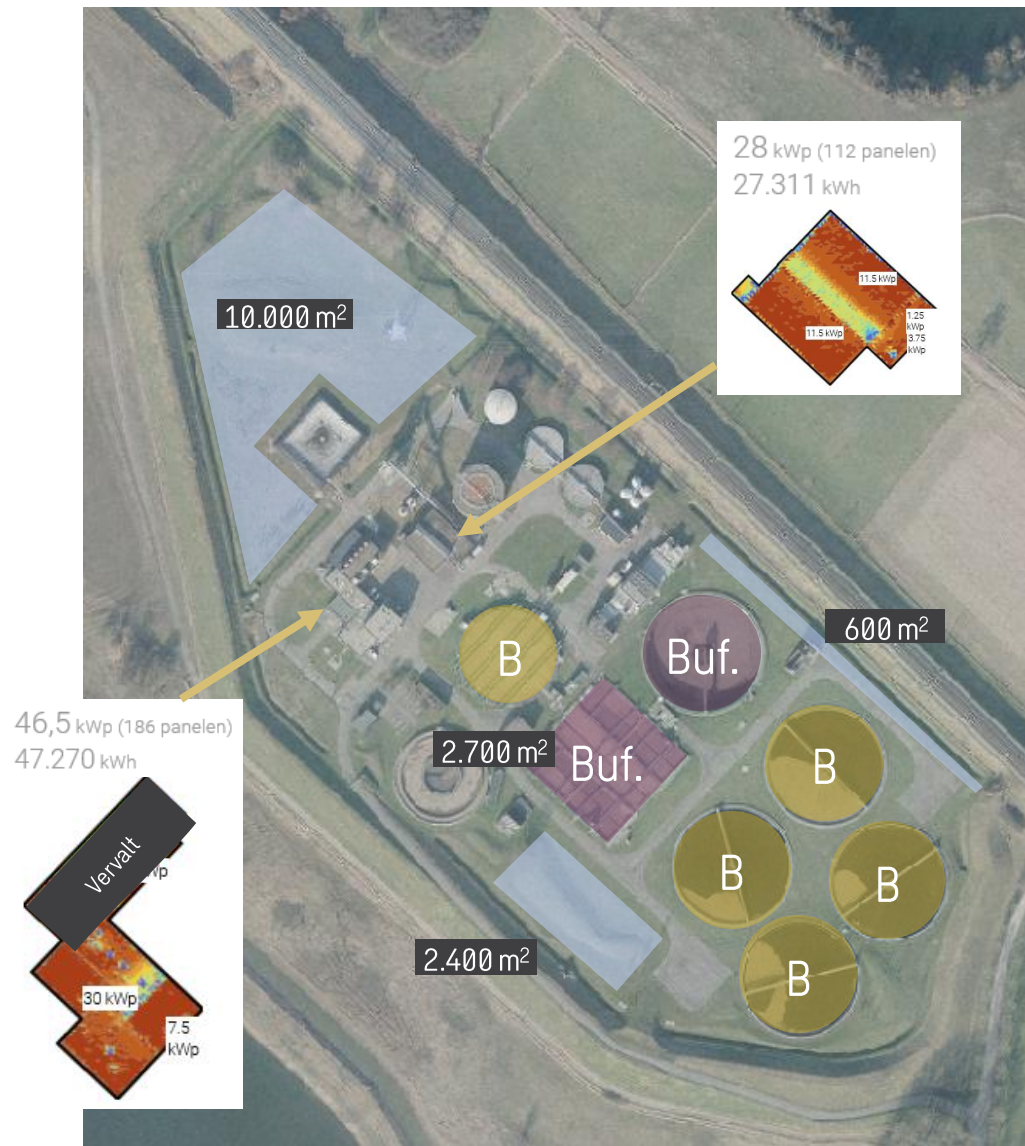 28 kWp (112 panelen)
27.311 kWh
11.5 kWp
11.5 kWp
1.25
kWp
3.75
kWp
10.000 m²
600 m²
B
Buf.
46,5 kWp (186 panelen)
47.270 kWh
2.700 m²
Buf.
B
B
B
B
2.400 m²
Vervalt
30 kWp
7.5
kWp